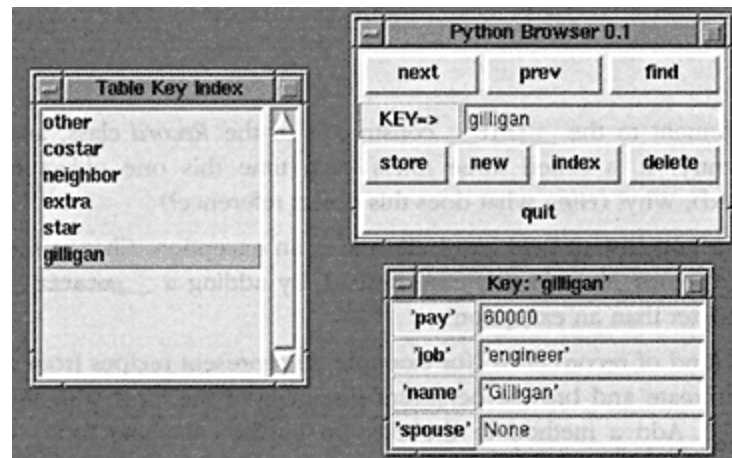 Table Key Index
other
costar
neighbor
extra
star
gilligan
Python Browser 0.1
next prev find
KEY=> gilligan
store new index delete
quit
Key: 'gilligan'
'pay' 60000
'job' 'engineer'
'name' 'Gilligan'
'spouse' None